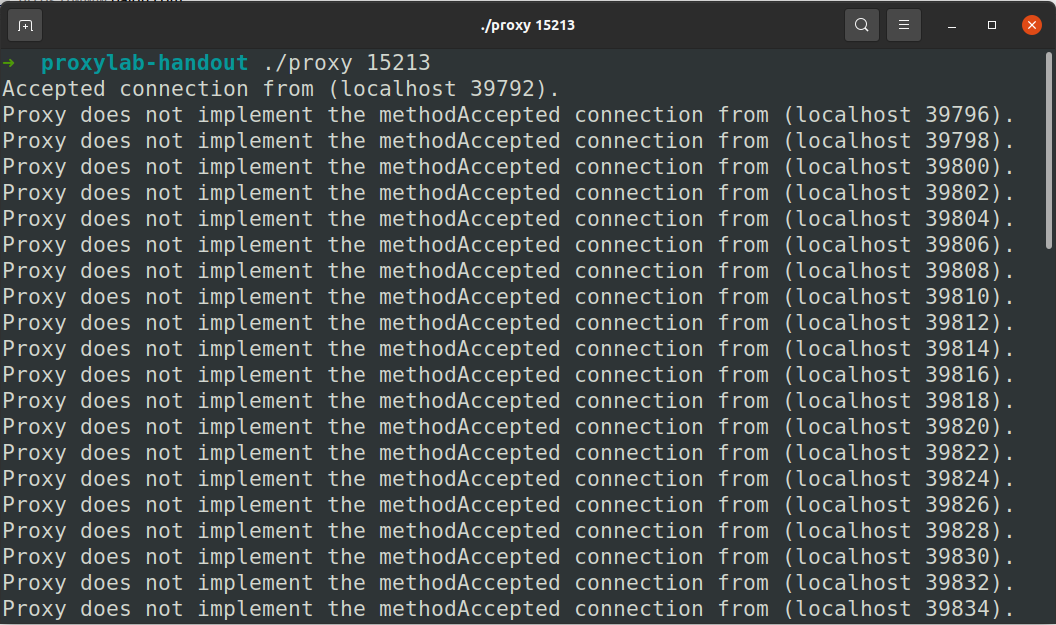 ./proxy 15213
→ proxylab-handout ./proxy 15213
Accepted connection from (localhost 39792).
Proxy does not implement the methodAccepted connection from (localhost 39796).
Proxy does not implement the methodAccepted connection from (localhost 39798).
Proxy does not implement the methodAccepted connection from (localhost 39800).
Proxy does not implement the methodAccepted connection from (localhost 39802).
Proxy does not implement the methodAccepted connection from (localhost 39804).
Proxy does not implement the methodAccepted connection from (localhost 39806).
Proxy does not implement the methodAccepted connection from (localhost 39808).
Proxy does not implement the methodAccepted connection from (localhost 39810).
Proxy does not implement the methodAccepted connection from (localhost 39812).
Proxy does not implement the methodAccepted connection from (localhost 39814).
Proxy does not implement the methodAccepted connection from (localhost 39816).
Proxy does not implement the methodAccepted connection from (localhost 39818).
Proxy does not implement the methodAccepted connection from (localhost 39820).
Proxy does not implement the methodAccepted connection from (localhost 39822).
Proxy does not implement the methodAccepted connection from (localhost 39824).
Proxy does not implement the methodAccepted connection from (localhost 39826).
Proxy does not implement the methodAccepted connection from (localhost 39828).
Proxy does not implement the methodAccepted connection from (localhost 39830).
Proxy does not implement the methodAccepted connection from (localhost 39832).
Proxy does not implement the methodAccepted connection from (localhost 39834).